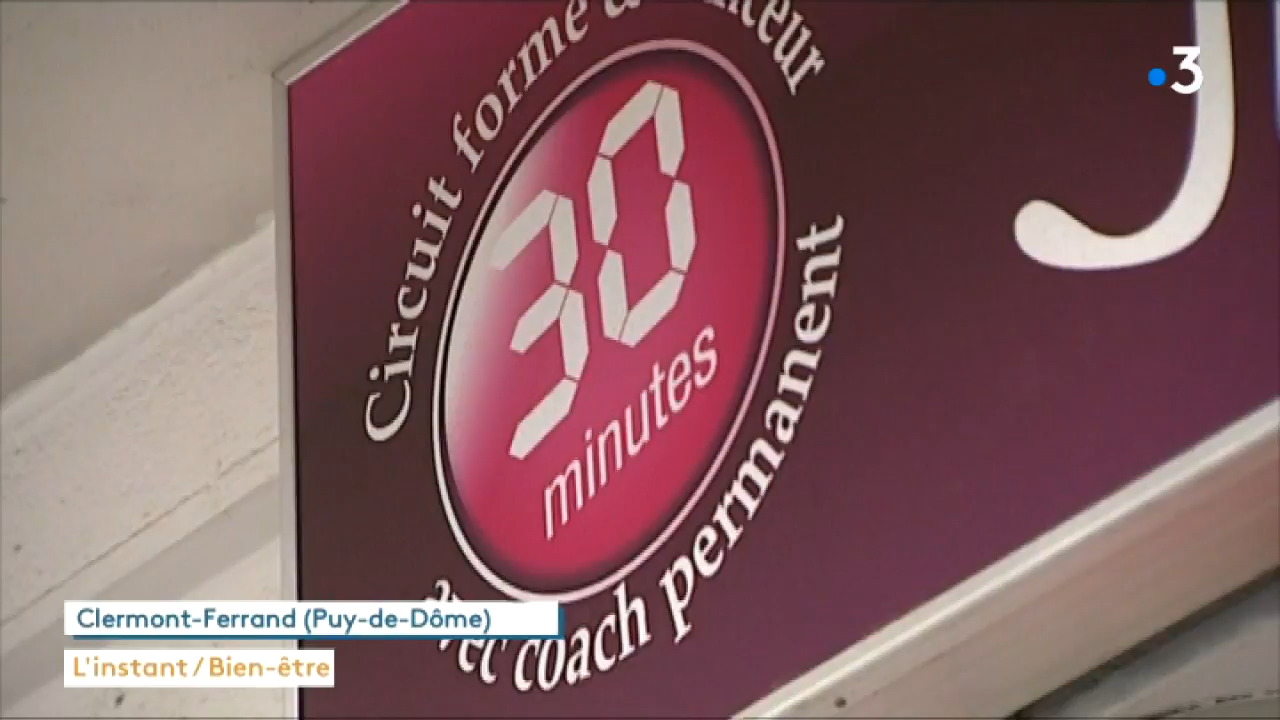 Circuit forme
30
minutes
coach permanent
3
Clermont-Ferrand (Puy-de-Dôme)
L'instant / Bien-être